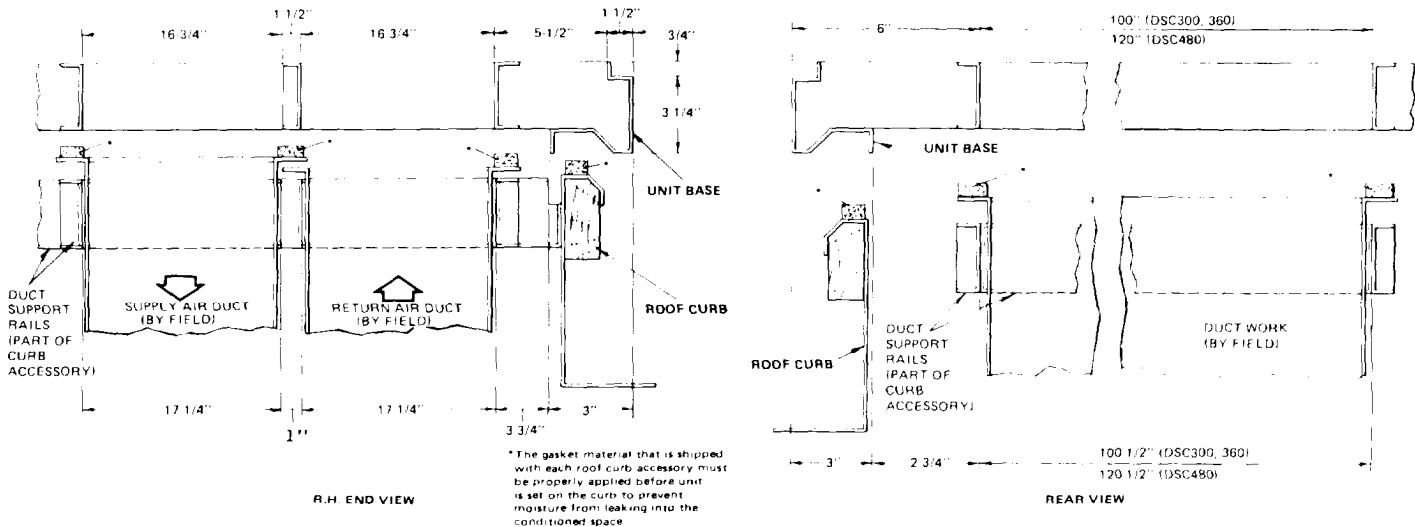 1 1/2"
16-3/4"
16 3/4"
5-1/2"
1 1/2"
3/4"
3 1/4"
*
*
*
*
UNIT BASE
DUCT
SUPPORT
RAILS
(PART OF
CURB
ACCESSORY)
SUPPLY AIR DUCT
(BY FIELD)
RETURN AIR DUCT
(BY FIELD)
ROOF CURB
17 1/4"
1"
17 1/4"
3 3/4"
3"
R.H. END VIEW
*The gasket material that is shipped
with each roof curb accessory must
be properly applied before unit
is set on the curb to prevent
moisture from leaking into the
conditioned space
6"
100" (DSC300, 360)
120" (DSC480)
UNIT BASE
*
*
*
ROOF CURB
DUCT
SUPPORT
RAILS
(PART OF
CURB
ACCESSORY)
DUCT WORK
(BY FIELD)
3"
2 3/4"
100 1/2" (DSC300, 360)
120 1/2" (DSC480)
REAR VIEW